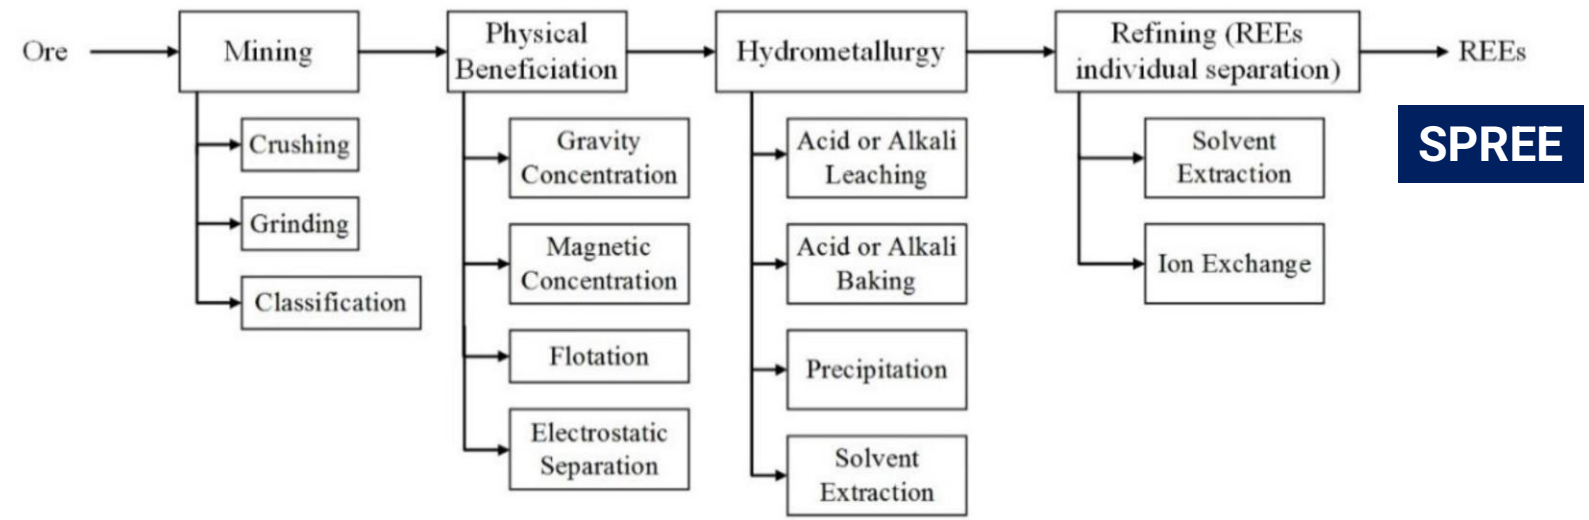 Ore
Mining
Physical
Beneficiation
Hydrometallurgy
Refining (REEs
individual separation)
REEs
Crushing
Grinding
Classification
Gravity
Concentration
Magnetic
Concentration
Flotation
Electrostatic
Separation
Acid or Alkali
Leaching
Acid or Alkali
Baking
Precipitation
Solvent
Extraction
Solvent
Extraction
Ion Exchange
SPREE